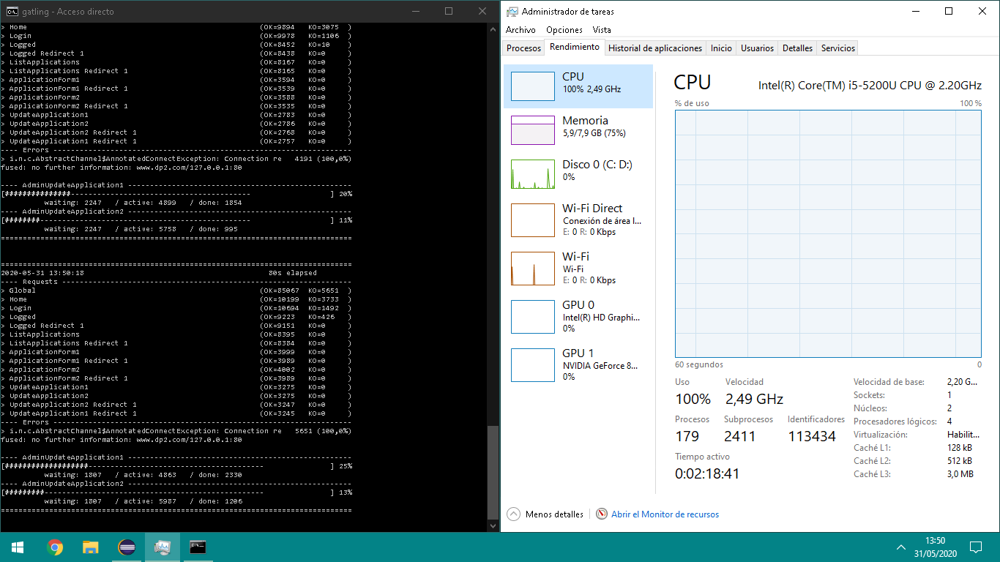 gatling - Acceso directo
> Home (OK=9894 KO=3075 )
> Login (OK=9978 KO=1106 )
> Logged (OK=8452 KO=10 )
> Logged Redirect 1 (OK=8438 KO=0 )
> ListApplications (OK=8167 KO=0 )
> ListApplications Redirect 1 (OK=8165 KO=0 )
> ApplicationForm1 (OK=3594 KO=0 )
> ApplicationForm1 Redirect 1 (OK=3539 KO=0 )
> ApplicationForm2 (OK=3588 KO=0 )
> ApplicationForm2 Redirect 1 (OK=3535 KO=0 )
> UpdateApplication1 (OK=2783 KO=0 )
> UpdateApplication2 (OK=2786 KO=0 )
> UpdateApplication2 Redirect 1 (OK=2768 KO=0 )
> UpdateApplication1 Redirect 1 (OK=2757 KO=0 )
---- Errors --------------------------------------------------------------------
> i.n.c.AbstractChannel$AnnotatedConnectException: Connection re 4191 (100,0%)
fused: no further information: www.dp2.com/127.0.0.1:80
---- AdminUpdateApplication1 ---------------------------------------------------
[###############----------------------------------------- ] 20%
waiting: 2247 / active: 4899 / done: 1854
---- AdminUpdateApplication2 ---------------------------------------------------
[########------------------------------------------------ ] 11%
waiting: 2247 / active: 5758 / done: 995
================================================================================
================================================================================
2020-05-31 13:50:18 80s elapsed
---- Requests ------------------------------------------------------------------
> Global (OK=85067 KO=5651 )
> Home (OK=10199 KO=3733 )
> Login (OK=10694 KO=1492 )
> Logged (OK=9223 KO=426 )
> Logged Redirect 1 (OK=9151 KO=0 )
> ListApplications (OK=8395 KO=0 )
> ListApplications Redirect 1 (OK=8384 KO=0 )
> ApplicationForm1 (OK=3999 KO=0 )
> ApplicationForm1 Redirect 1 (OK=3989 KO=0 )
> ApplicationForm2 (OK=4002 KO=0 )
> ApplicationForm2 Redirect 1 (OK=3989 KO=0 )
> UpdateApplication1 (OK=3275 KO=0 )
> UpdateApplication2 (OK=3275 KO=0 )
> UpdateApplication2 Redirect 1 (OK=3247 KO=0 )
> UpdateApplication1 Redirect 1 (OK=3245 KO=0 )
---- Errors --------------------------------------------------------------------
> i.n.c.AbstractChannel$AnnotatedConnectException: Connection re 5651 (100,0%)
fused: no further information: www.dp2.com/127.0.0.1:80
---- AdminUpdateApplication1 ---------------------------------------------------
[###################---------------------------------------- ] 25%
waiting: 1807 / active: 4863 / done: 2330
---- AdminUpdateApplication2 ---------------------------------------------------
[#########-------------------------------------------------- ] 13%
waiting: 1807 / active: 5987 / done: 1206
================================================================================
Administrador de tareas
Archivo Opciones Vista
Procesos Rendimiento Historial de aplicaciones Inicio Usuarios Detalles Servicios
CPU
100% 2,49 GHz
Memoria
5,9/7,9 GB (75%)
Disco 0 (C: D:)
0%
Wi-Fi Direct
Conexión de área l...
E: 0 R: 0 Kbps
Wi-Fi
Wi-Fi
E: 0 R: 0 Kbps
GPU 0
Intel(R) HD Graphi...
0%
GPU 1
NVIDIA GeForce 8...
0%
CPU Intel(R) Core(TM) i5-5200U CPU @ 2.20GHz
% de uso 100 %
60 segundos 0
Uso Velocidad
100% 2,49 GHz
Procesos Subprocesos Identificadores
179 2411 113434
Tiempo activo
0:02:18:41
Velocidad de base: 2,20 G...
Sockets: 1
Núcleos: 2
Procesadores lógicos: 4
Virtualización: Habilit...
Caché L1: 128 kB
Caché L2: 512 kB
Caché L3: 3,0 MB
Menos detalles Abrir el Monitor de recursos
13:50
31/05/2020